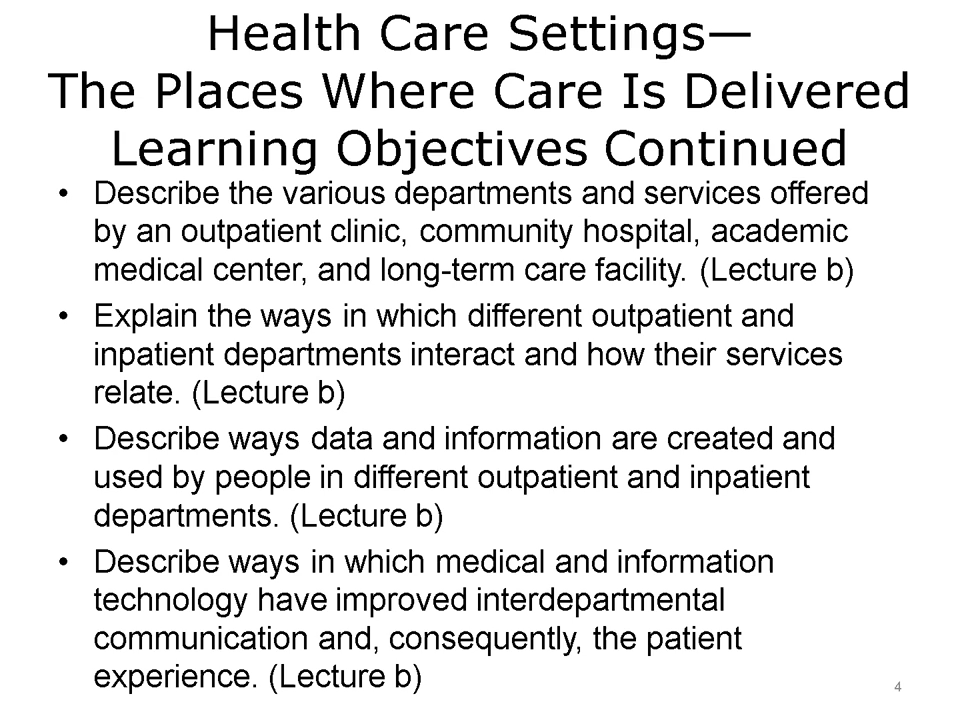 Health Care Settings—
The Places Where Care Is Delivered
Learning Objectives Continued
• Describe the various departments and services offered
by an outpatient clinic, community hospital, academic
medical center, and long-term care facility. (Lecture b)
• Explain the ways in which different outpatient and
inpatient departments interact and how their services
relate. (Lecture b)
• Describe ways data and information are created and
used by people in different outpatient and inpatient
departments. (Lecture b)
• Describe ways in which medical and information
technology have improved interdepartmental
communication and, consequently, the patient
experience. (Lecture b)
4